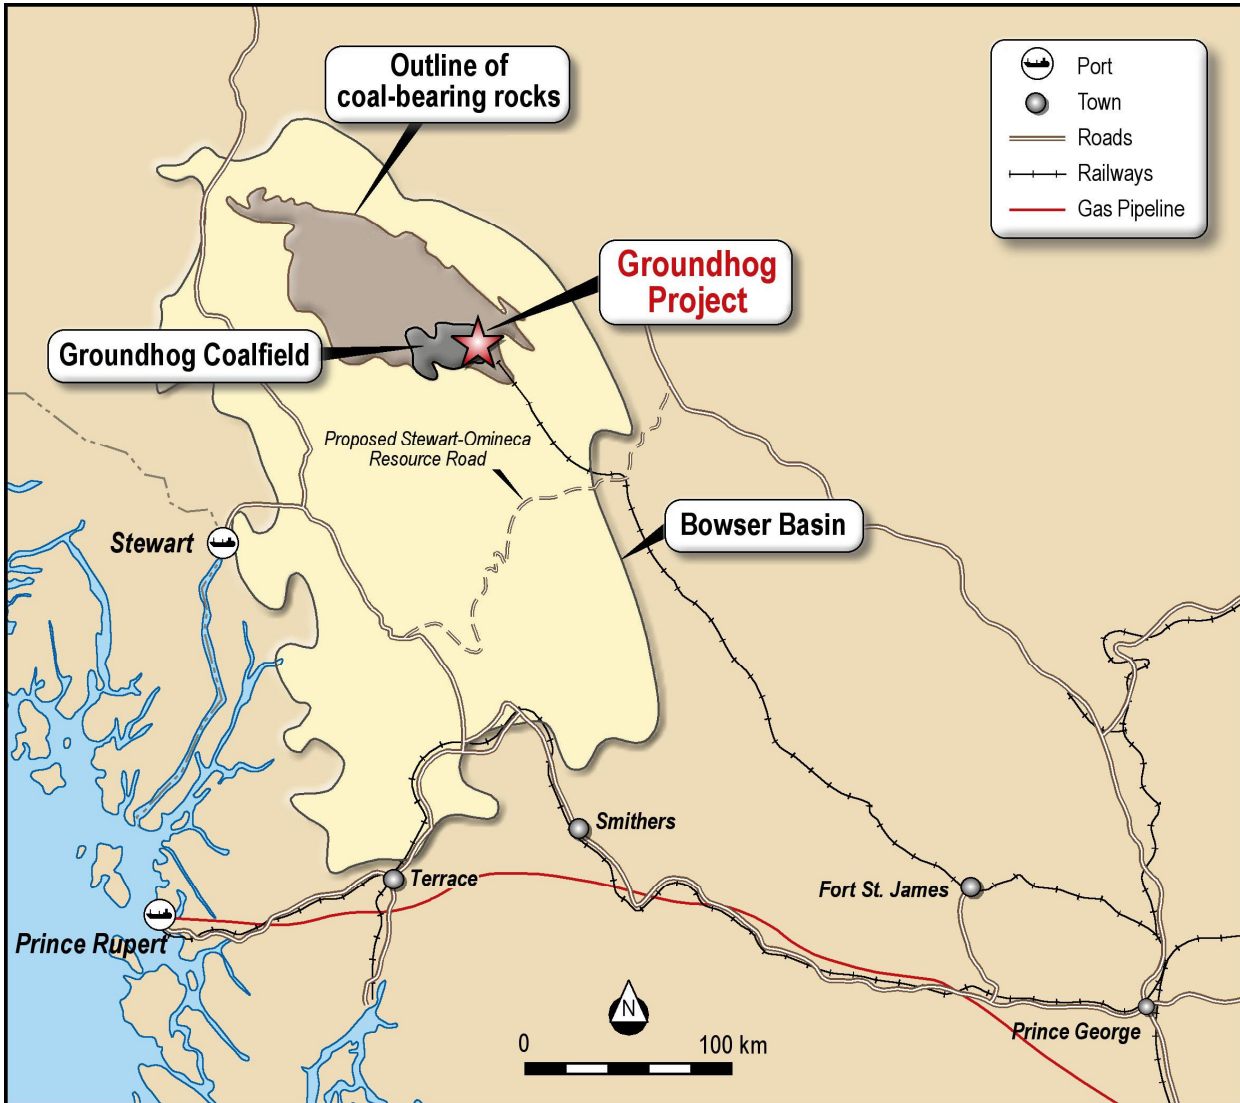 Outline of
coal-bearing rocks
Port
Town
Roads
Railways
Gas Pipeline
Groundhog
Project
Groundhog Coalfield
Proposed Stewart-Omineca
Resource Road
Bowser Basin
Stewart
Smithers
Terrace
Fort St. James
Prince Rupert
N
Prince George
0 100 km